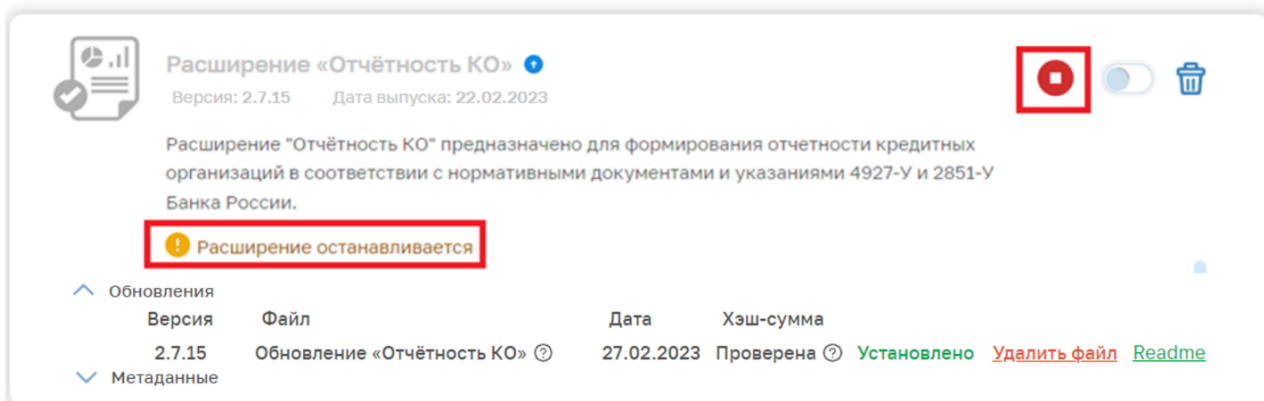 Расширение «Отчётность КО»
Версия: 2.7.15 Дата выпуска: 22.02.2023
Расширение "Отчётность КО" предназначено для формирования отчетности кредитных
организаций в соответствии с нормативными документами и указаниями 4927-У и 2851-У
Банка России.
Расширение останавливается
Обновления
Версия Файл Дата Хэш-сумма
2.7.15 Обновление «Отчётность КО» 27.02.2023 Проверена Установлено Удалить файл Readme
Метаданные